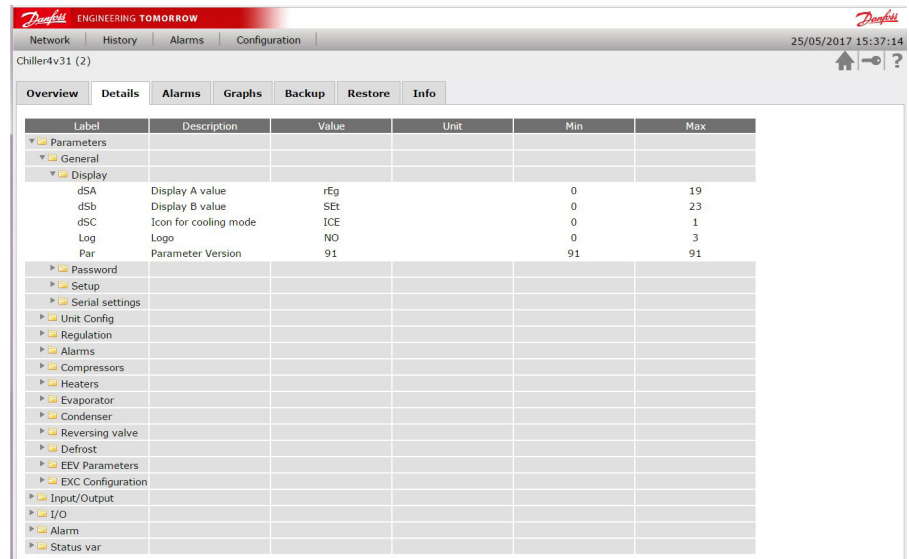 Danfoss ENGINEERING TOMORROW Danfoss
Network History Alarms Configuration 25/05/2017 15:37:14
Chiller4v31 (2) ?
Overview Details Alarms Graphs Backup Restore Info
Label Description Value Unit Min Max
Parameters
General
Display
dSA Display A value rEg 0 19
dSb Display B value SEt 0 23
dSC Icon for cooling mode ICE 0 1
Log Logo NO 0 3
Par Parameter Version 91 91 91
Password
Setup
Serial settings
Unit Config
Regulation
Alarms
Compressors
Heaters
Evaporator
Condenser
Reversing valve
Defrost
EEV Parameters
EXC Configuration
Input/Output
I/O
Alarm
Status var